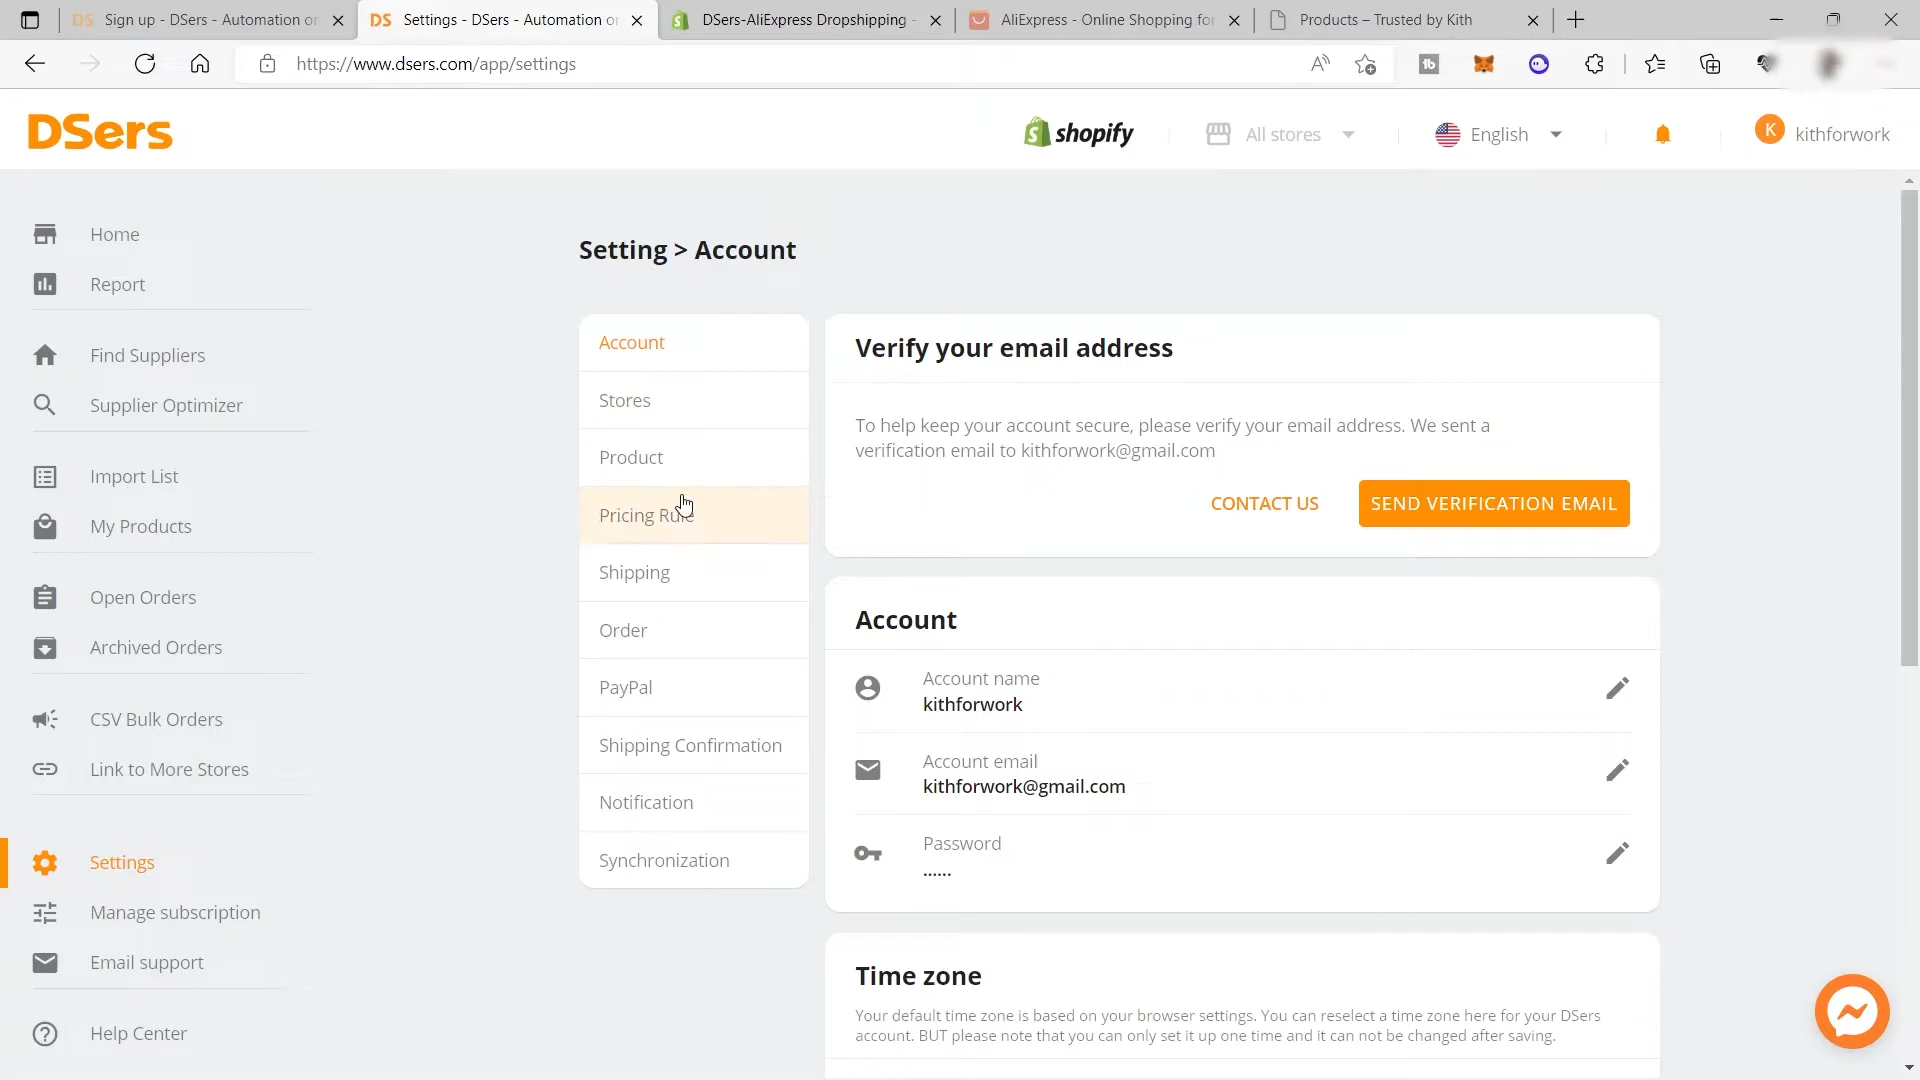 Sign up - DSers - Automation or
DS Settings - DSers - Automation o
DSers-AliExpress Dropshipping -
AliExpress - Online Shopping for
Products – Trusted by Kith
https://www.dsers.com/app/settings
DSers
shopify
All stores
English
K kithforwork
Home
Report
Find Suppliers
Supplier Optimizer
Import List
My Products
Open Orders
Archived Orders
CSV Bulk Orders
Link to More Stores
Settings
Manage subscription
Email support
Help Center
Setting > Account
Account
Stores
Product
Pricing Rule
Shipping
Order
PayPal
Shipping Confirmation
Notification
Synchronization
Verify your email address
To help keep your account secure, please verify your email address. We sent a
verification email to kithforwork@gmail.com
CONTACT US
SEND VERIFICATION EMAIL
Account
Account name
kithforwork
Account email
kithforwork@gmail.com
Password
......
Time zone
Your default time zone is based on your browser settings. You can reselect a time zone here for your DSers
account. BUT please note that you can only set it up one time and it can not be changed after saving.